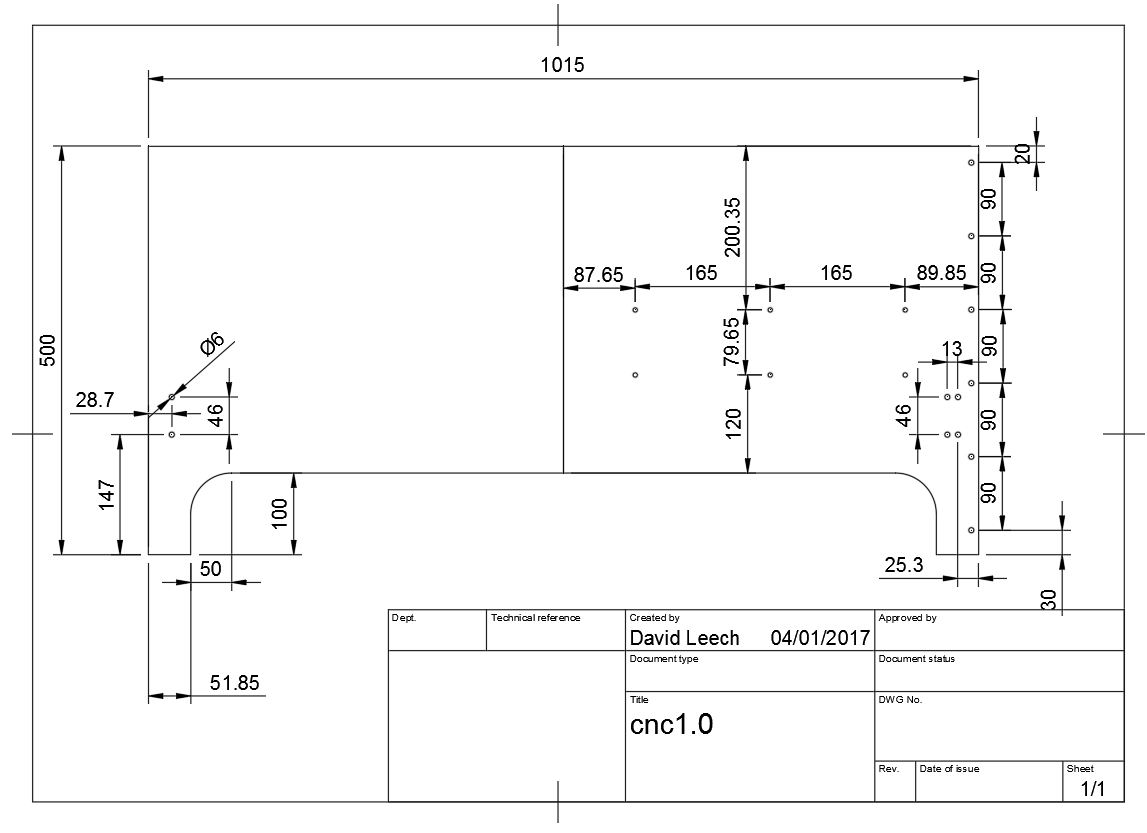 1015
20
90
200.35
87.65
165
165
89.85
90
Ø6
500
79.65
13
90
28.7
46
120
46
90
147
100
90
50
25.3
30
51.85
Dept.
Technical reference
Created by
David Leech 04/01/2017
Approved by
Document type
Document status
Title
cnc1.0
DWG No.
Rev.
Date of issue
Sheet
1/1